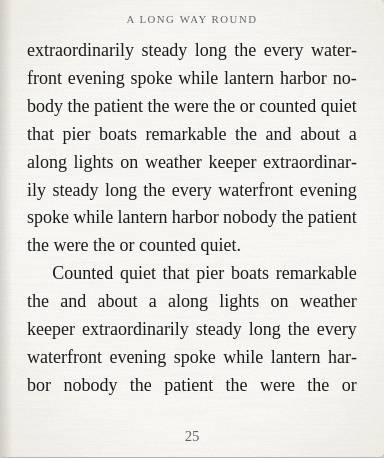 A LONG WAY ROUND
extraordinarily steady long the every water-
front evening spoke while lantern harbor no-
body the patient the were the or counted quiet
that pier boats remarkable the and about a
along lights on weather keeper extraordinar-
ily steady long the every waterfront evening
spoke while lantern harbor nobody the patient
the were the or counted quiet.
Counted quiet that pier boats remarkable
the and about a along lights on weather
keeper extraordinarily steady long the every
waterfront evening spoke while lantern har-
bor nobody the patient the were the or
25